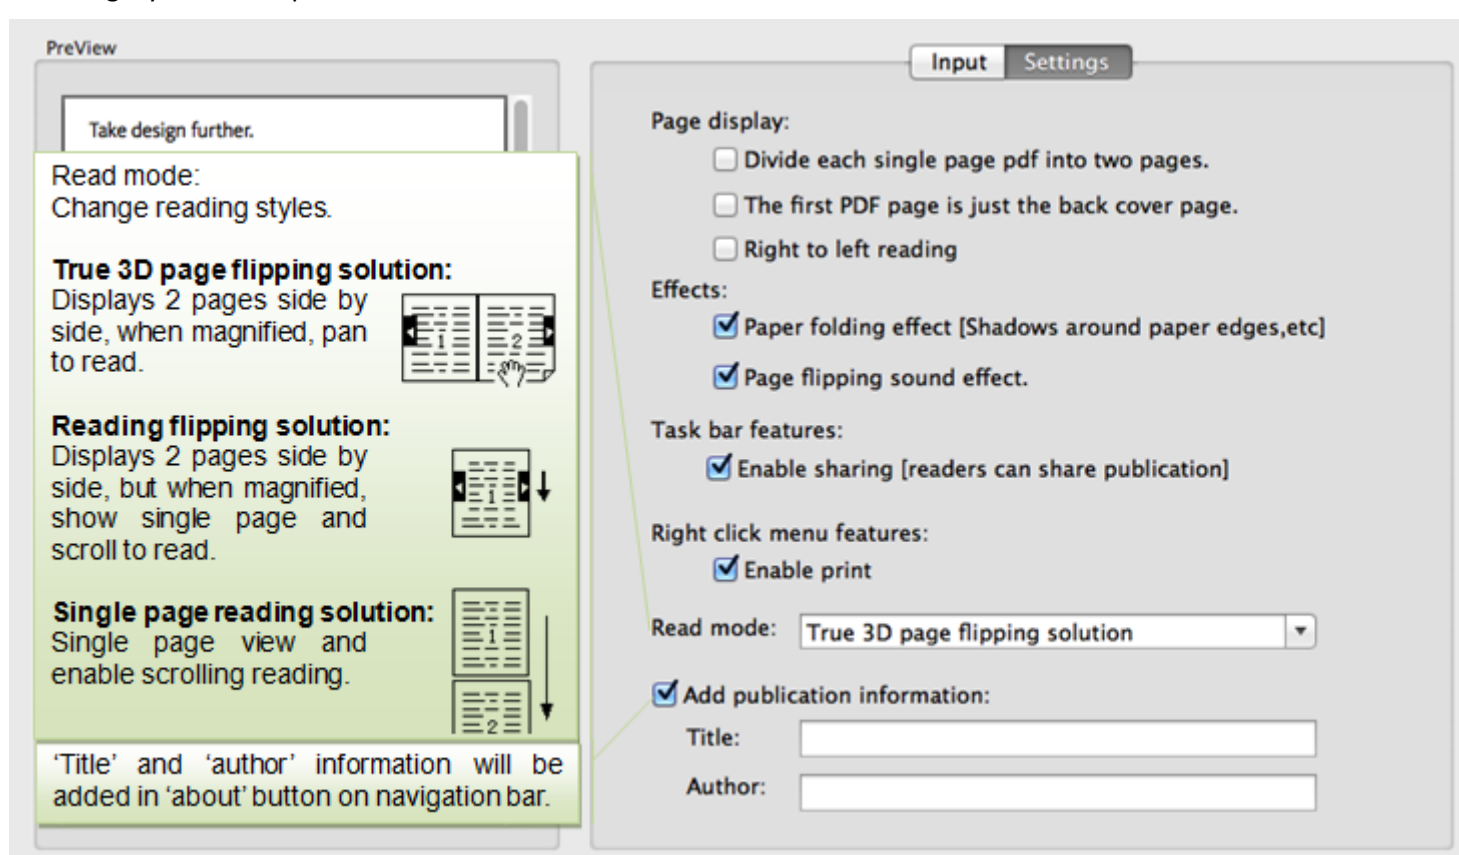 PreView
Take design further.
Read mode:
Change reading styles.
True 3D page flipping solution:
Displays 2 pages side by
side, when magnified, pan
to read.
1
2
Reading flipping solution:
Displays 2 pages side by
side, but when magnified,
show single page and
scroll to read.
1
Single page reading solution:
Single page view and
enable scrolling reading.
1
2
‘Title’ and ‘author’ information will be
added in ‘about’ button on navigation bar.
Input Settings
Page display:
Divide each single page pdf into two pages.
The first PDF page is just the back cover page.
Right to left reading
Effects:
Paper folding effect [Shadows around paper edges,etc]
Page flipping sound effect.
Task bar features:
Enable sharing [readers can share publication]
Right click menu features:
Enable print
Read mode: True 3D page flipping solution
Add publication information:
Title:
Author: